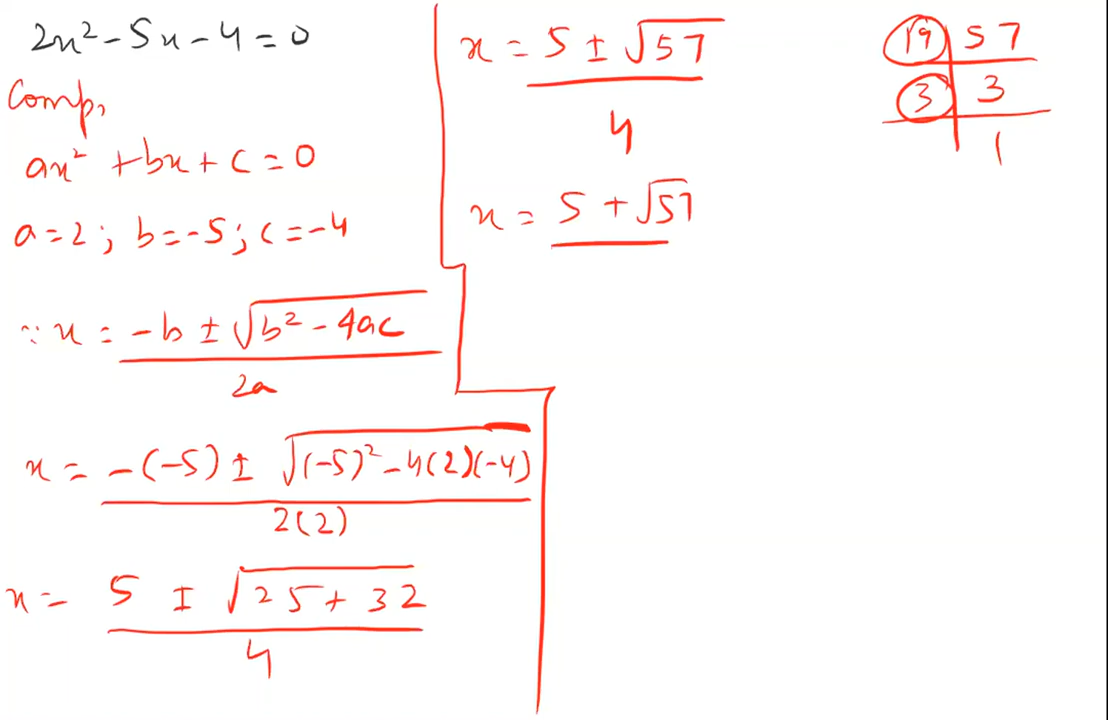 2x² - 5x - 4 = 0
Comp,
ax² + bx + c = 0
a = 2 ; b = -5 ; c = -4
∵ x = -b ± √b² - 4ac
2a
x = -(-5) ± √(-5)² - 4(2)(-4)
2(2)
x = 5 ± √25 + 32
4
x = 5 ± √57
4
x = 5 + √57
19 | 57
3 | 3
1